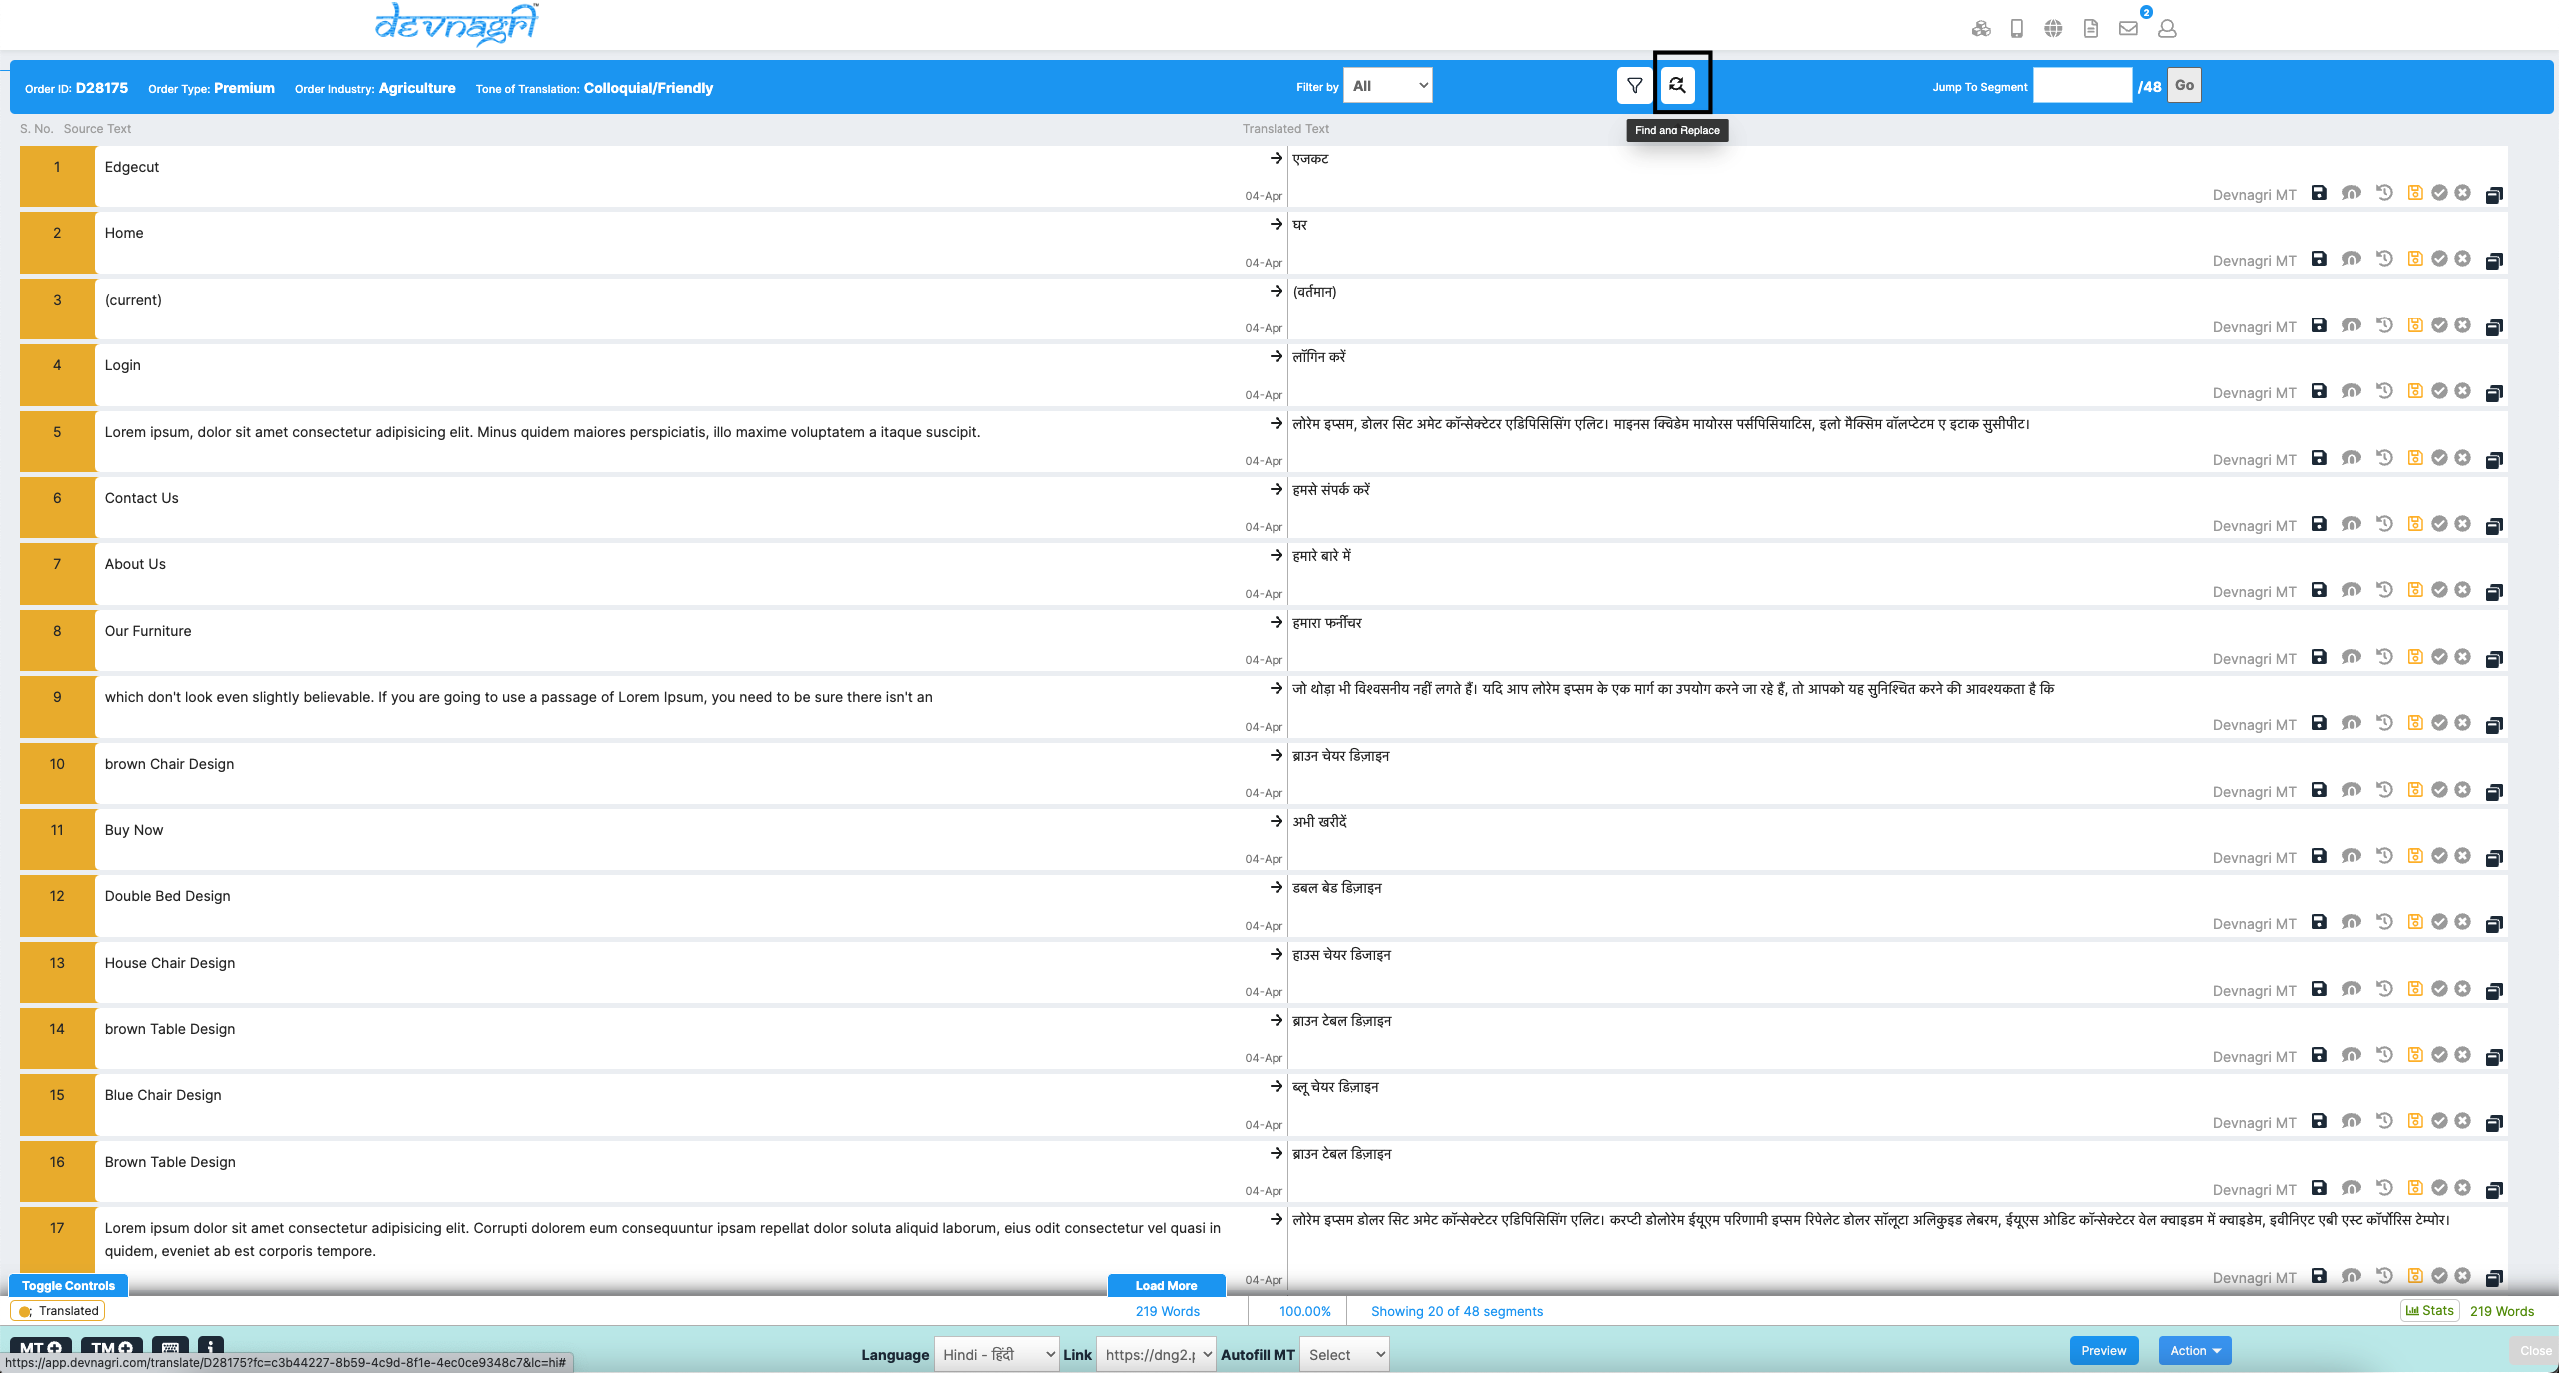 devnagri
2
Order ID: D28175 Order Type: Premium Order Industry: Agriculture Tone of Translation: Colloquial/Friendly Filter by All Jump To Segment /48 Go
S. No. Source Text Translated Text Find and Replace
1 Edgecut एजकट
04-Apr Devnagri MT
2 Home घर
04-Apr Devnagri MT
3 (current) (वर्तमान)
04-Apr Devnagri MT
4 Login लॉगिन करें
04-Apr Devnagri MT
5 Lorem ipsum, dolor sit amet consectetur adipisicing elit. Minus quidem maiores perspiciatis, illo maxime voluptatem a itaque suscipit. लोरेम इप्सम, डोलर सिट अमेट कॉन्सेक्टेटर एडिपिसिसिंग एलिट। माइनस क्विडेम मायोरस पर्सपिसियाटिस, इलो मैक्सिम वॉलप्टेटम ए इटाक सुसीपीट।
04-Apr Devnagri MT
6 Contact Us हमसे संपर्क करें
04-Apr Devnagri MT
7 About Us हमारे बारे में
04-Apr Devnagri MT
8 Our Furniture हमारा फर्नीचर
04-Apr Devnagri MT
9 which don't look even slightly believable. If you are going to use a passage of Lorem Ipsum, you need to be sure there isn't an जो थोड़ा भी विश्वसनीय नहीं लगते हैं। यदि आप लोरेम इप्सम के एक मार्ग का उपयोग करने जा रहे हैं, तो आपको यह सुनिश्चित करने की आवश्यकता है कि
04-Apr Devnagri MT
10 brown Chair Design ब्राउन चेयर डिज़ाइन
04-Apr Devnagri MT
11 Buy Now अभी खरीदें
04-Apr Devnagri MT
12 Double Bed Design डबल बेड डिज़ाइन
04-Apr Devnagri MT
13 House Chair Design हाउस चेयर डिजाइन
04-Apr Devnagri MT
14 brown Table Design ब्राउन टेबल डिज़ाइन
04-Apr Devnagri MT
15 Blue Chair Design ब्लू चेयर डिज़ाइन
04-Apr Devnagri MT
16 Brown Table Design ब्राउन टेबल डिज़ाइन
04-Apr Devnagri MT
17 Lorem ipsum dolor sit amet consectetur adipisicing elit. Corrupti dolorem eum consequuntur ipsam repellat dolor soluta aliquid laborum, eius odit consectetur vel quasi in लोरेम इप्सम डोलर सिट अमेट कॉन्सेक्टेटर एडिपिसिसिंग एलिट। करप्टी डोलोरेम ईयूएम परिणामी इप्सम रिपेलेट डोलर सॉलूटा अलिकुइड लेबरम, ईयूएस ओडिट कॉन्सेक्टेटर वेल क्वाइडम में क्वाइडेम, इवीनिएट एबी एस्ट कॉर्पोरिस टेम्पोर।
quidem, eveniet ab est corporis tempore.
04-Apr Devnagri MT
Toggle Controls Load More
Translated 219 Words 100.00% Showing 20 of 48 segments Stats 219 Words
MT TM
Language Hindi - हिंदी Link https://dng2.p Autofill MT Select Preview Action Close
https://app.devnagri.com/translate/D28175?fc=c3b44227-8b59-4c9d-8f1e-4ec0ce9348c7&lc=hi#